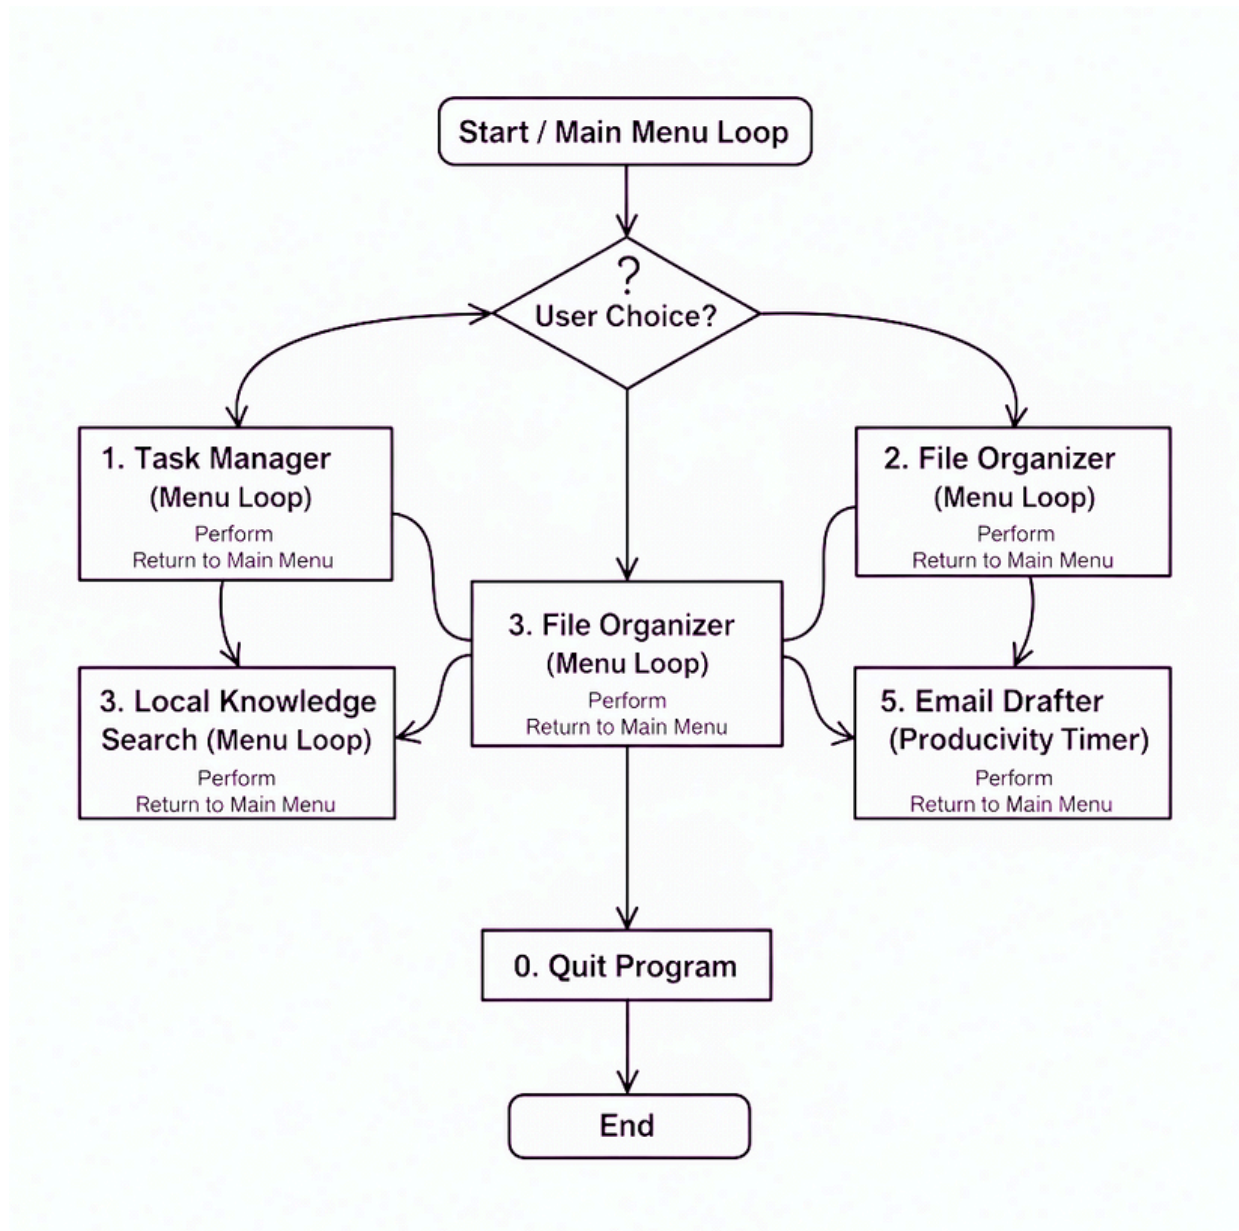 Start / Main Menu Loop
?
User Choice?
1. Task Manager
(Menu Loop)
Perform
Return to Main Menu
2. File Organizer
(Menu Loop)
Perform
Return to Main Menu
3. File Organizer
(Menu Loop)
Perform
Return to Main Menu
3. Local Knowledge
Search (Menu Loop)
Perform
Return to Main Menu
5. Email Drafter
(Producivity Timer)
Perform
Return to Main Menu
0. Quit Program
End